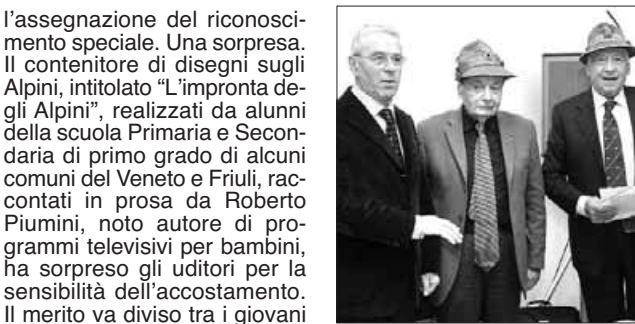 l'assegnazione del riconosci-
mento speciale. Una sorpresa.
Il contenitore di disegni sugli
Alpini, intitolato “L'impronta de-
gli Alpini”, realizzati da alunni
della scuola Primaria e Secon-
daria di primo grado di alcuni
comuni del Veneto e Friuli, rac-
contati in prosa da Roberto
Piumini, noto autore di pro-
grammi televisivi per bambini,
ha sorpreso gli uditori per la
sensibilità dell'accostamento.
Il merito va diviso tra i giovani